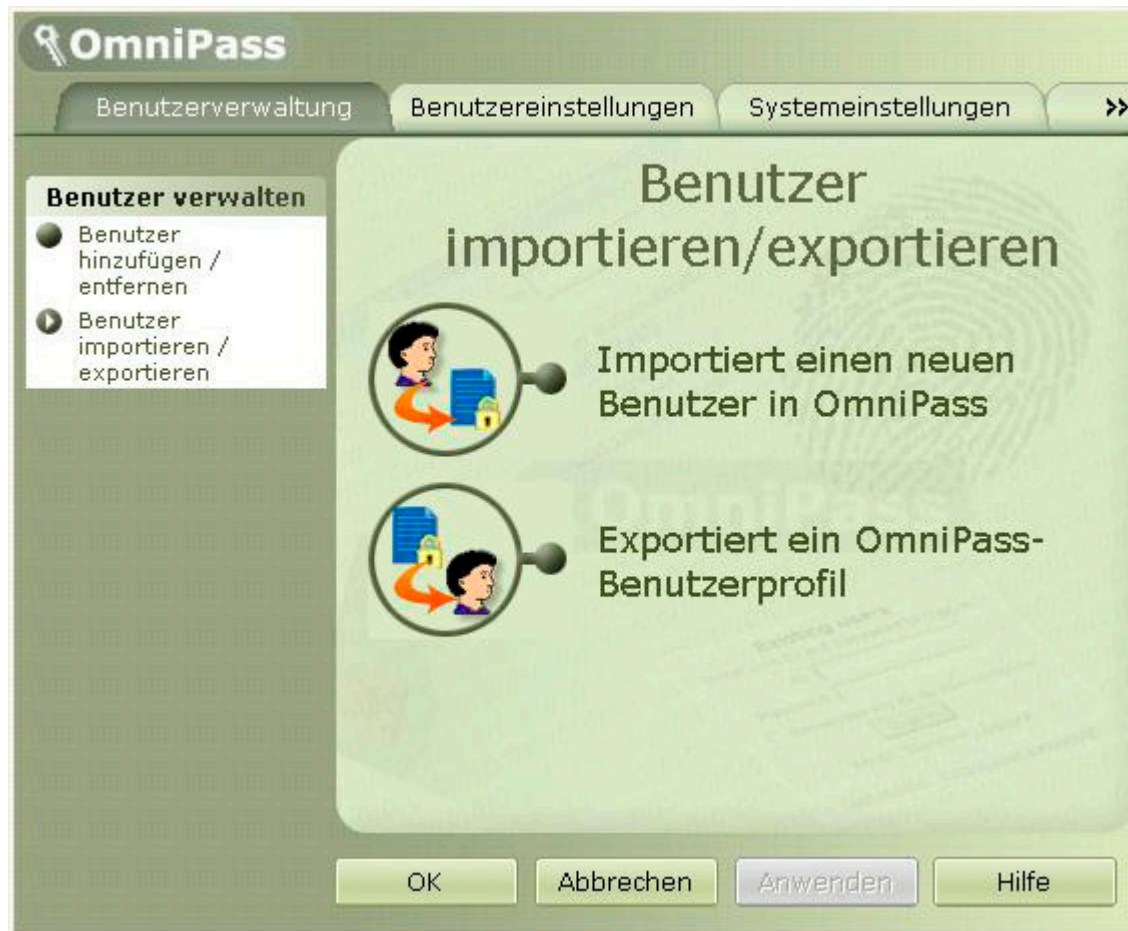 OmniPass
Benutzerverwaltung
Benutzereinstellungen
Systemeinstellungen
>>
Benutzer verwalten
Benutzer
hinzufügen /
entfernen
Benutzer
importieren /
exportieren
Benutzer
importieren/exportieren
Importiert einen neuen
Benutzer in OmniPass
OmniPass
Exportiert ein OmniPass-
Benutzerprofil
OK
Abbrechen
Anwenden
Hilfe